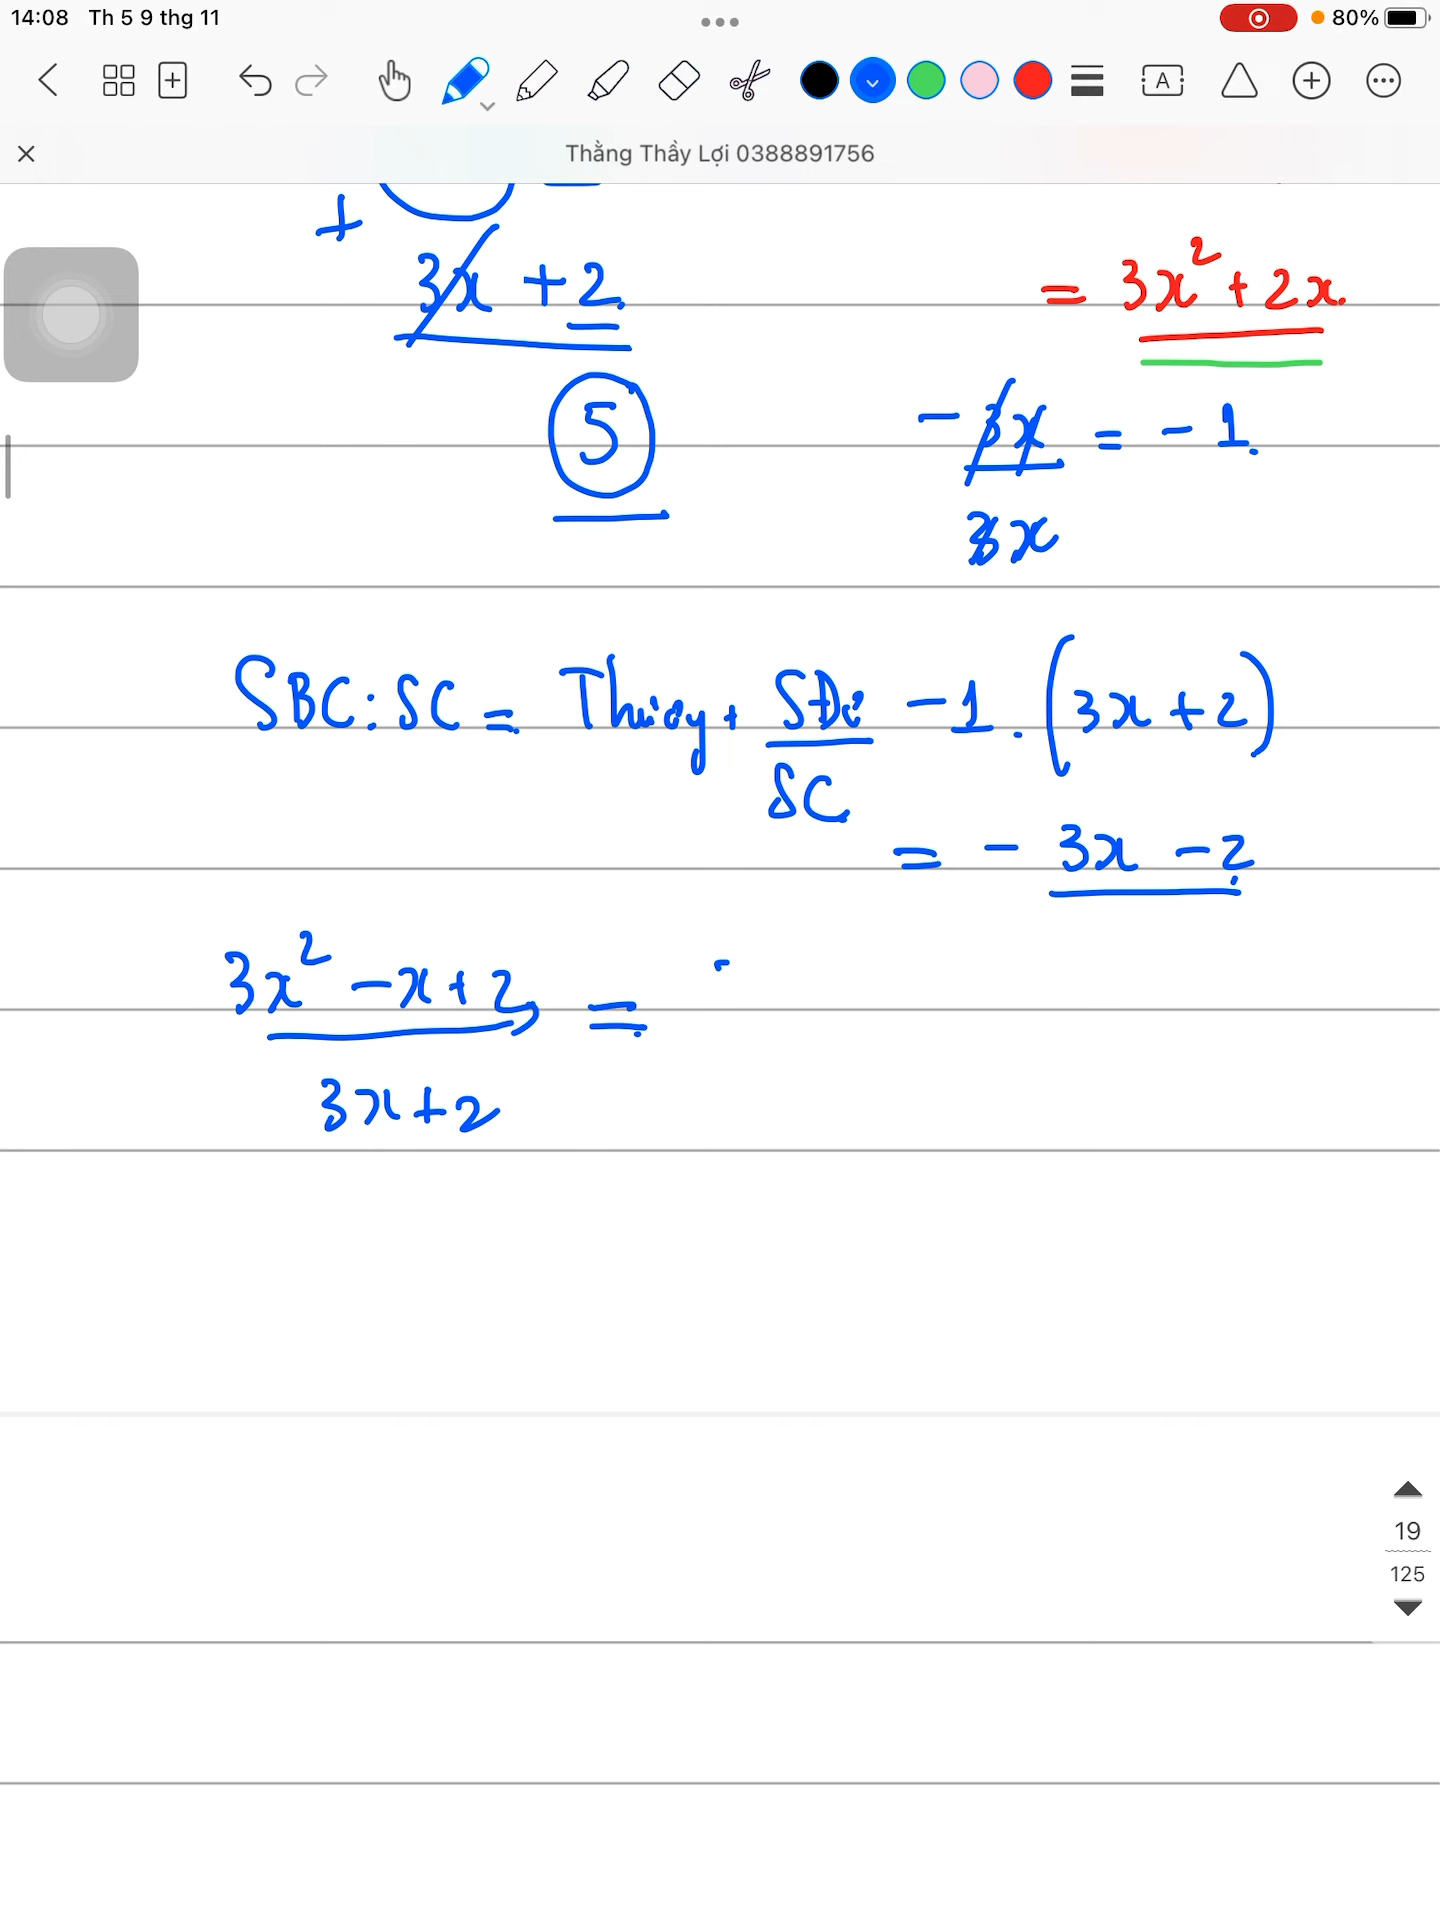 14:08 Th 5 9 thg 11
80%
A
Thằng Thầy Lợi 0388891756
+
3x + 2
= 3x² + 2x.
5
- 3x = - 1
3x
SBC : SC = Thương + SDư - 1 . (3x + 2)
SC
= - 3x - 2
3x² - x + 2 =
3x + 2
19
125